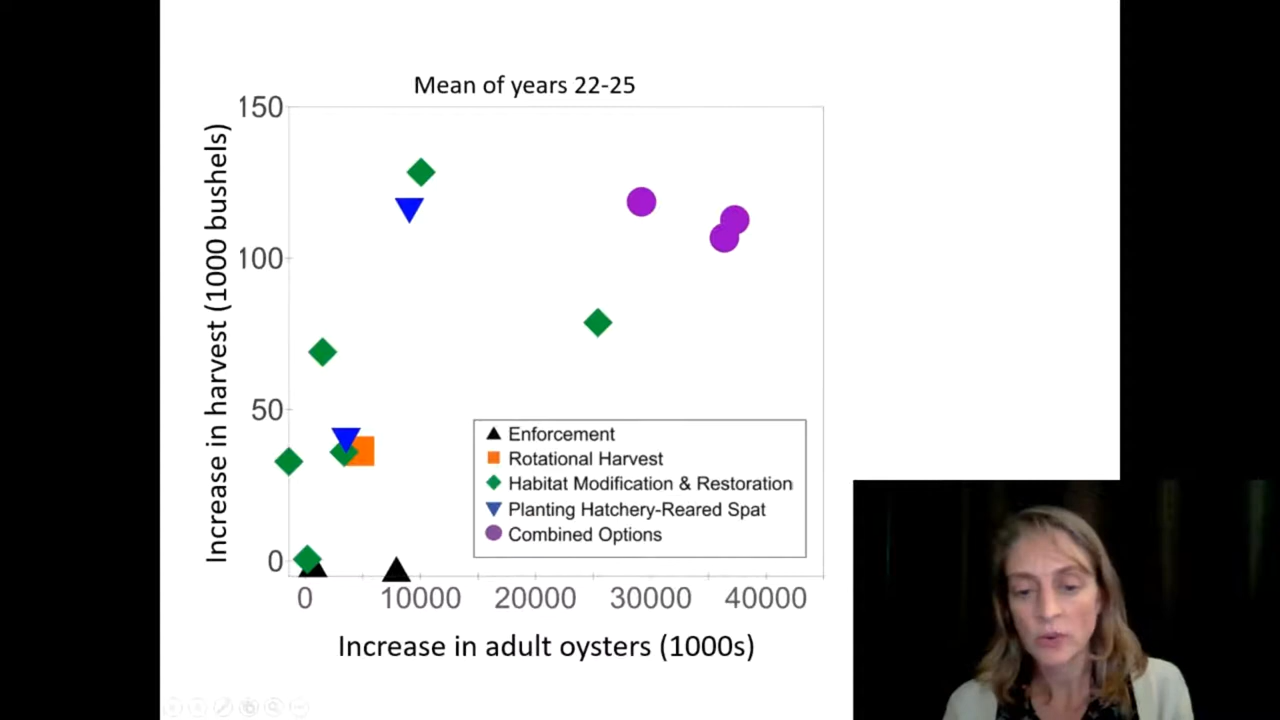 Mean of years 22-25
150
100
50
0
Increase in harvest (1000 bushels)
Enforcement
Rotational Harvest
Habitat Modification & Restoration
Planting Hatchery-Reared Spat
Combined Options
0 10000 20000 30000 40000
Increase in adult oysters (1000s)